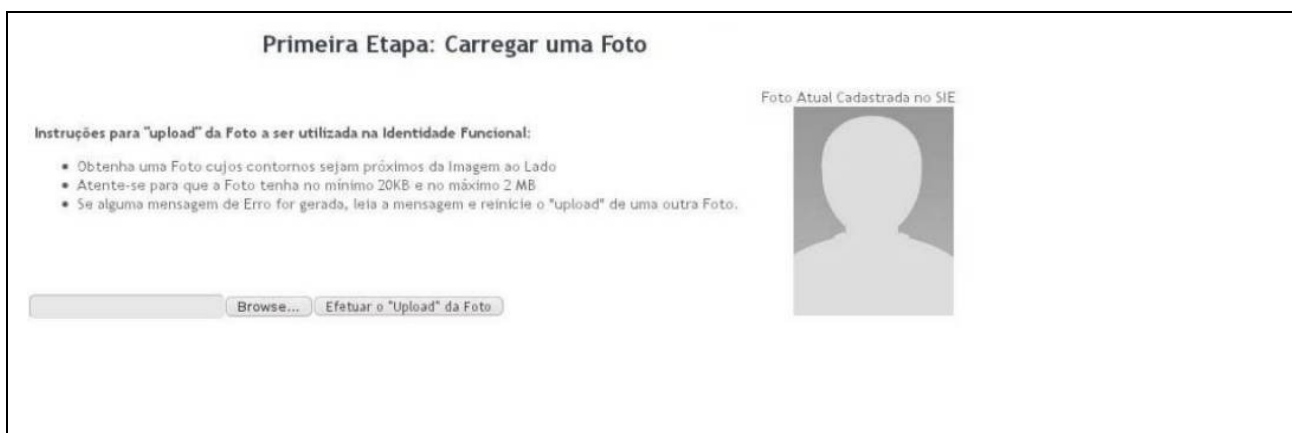 Primeira Etapa: Carregar uma Foto
Foto Atual Cadastrada no SIE
Instruções para "upload" da Foto a ser utilizada na Identidade Funcional:
• Obtenha uma Foto cujos contornos sejam próximos da Imagem ao Lado
• Atente-se para que a Foto tenha no mínimo 20KB e no máximo 2 MB
• Se alguma mensagem de Erro for gerada, leia a mensagem e reinicie o "upload" de uma outra Foto.
Browse... Efetuar o "Upload" da Foto